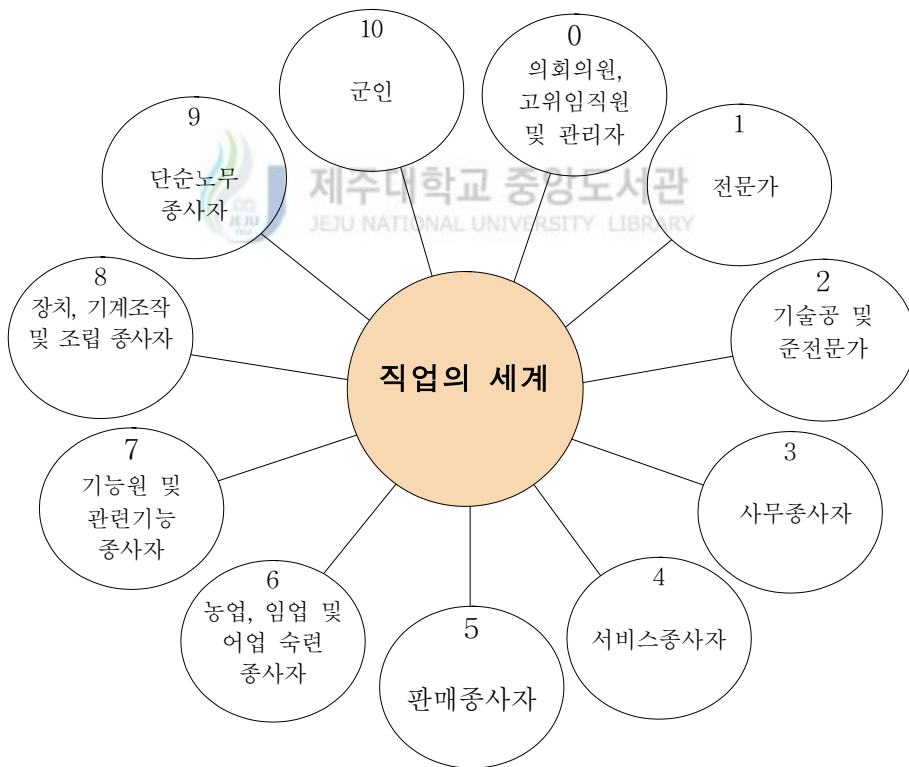 10
군인
0
의회의원,
고위임직원
및 관리자
1
전문가
2
기술공 및
준전문가
3
사무종사자
4
서비스종사자
5
판매종사자
6
농업, 임업 및
어업 숙련
종사자
7
기능원 및
관련기능
종사자
8
장치, 기계조작
및 조립 종사자
9
단순노무
종사자
직업의 세계
제주대학교 중앙도서관
JEJU NATIONAL UNIVERSITY LIBRARY
JEJU